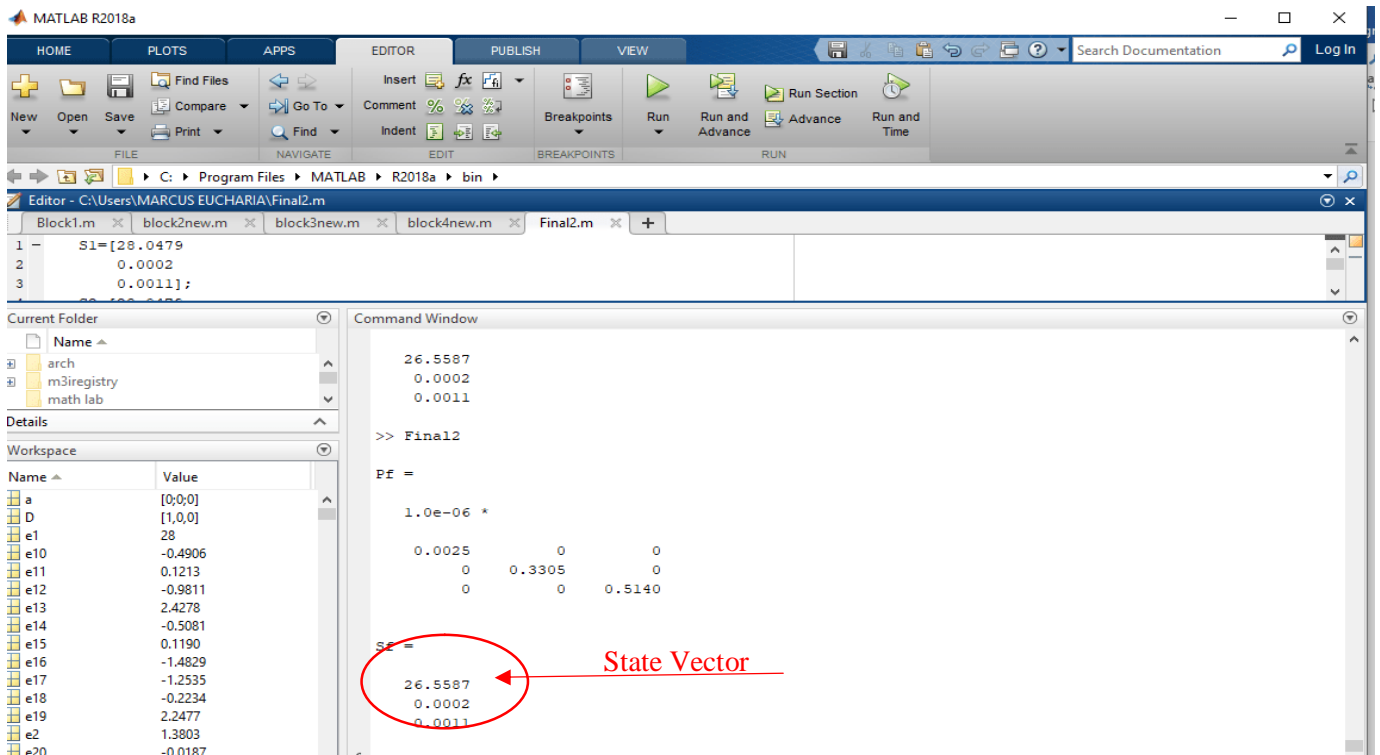 MATLAB R2018a
HOME PLOTS APPS EDITOR PUBLISH VIEW Search Documentation Log In
New Open Save Find Files Compare Print Go To Find Insert Comment Indent Breakpoints Run Run and Advance Run Section Advance Run and Time
FILE NAVIGATE EDIT BREAKPOINTS RUN
C: Program Files MATLAB R2018a bin
Editor - C:\Users\MARCUS EUCHARIA\Final2.m
Block1.m block2new.m block3new.m block4new.m Final2.m
1 S1=[28.0479
2 0.0002
3 0.0011];
Current Folder
Name
arch
m3iregistry
math lab
Details
Workspace
Name Value
a [0;0;0]
D [1,0,0]
e1 28
e10 -0.4906
e11 0.1213
e12 -0.9811
e13 2.4278
e14 -0.5081
e15 0.1190
e16 -1.4829
e17 -1.2535
e18 -0.2234
e19 2.2477
e2 1.3803
e20 -0.0187
Command Window
26.5587
0.0002
0.0011
>> Final2
Pf =
1.0e-06 *
0.0025 0 0
0 0.3305 0
0 0 0.5140
Sf =
26.5587
0.0002
0.0011
State Vector